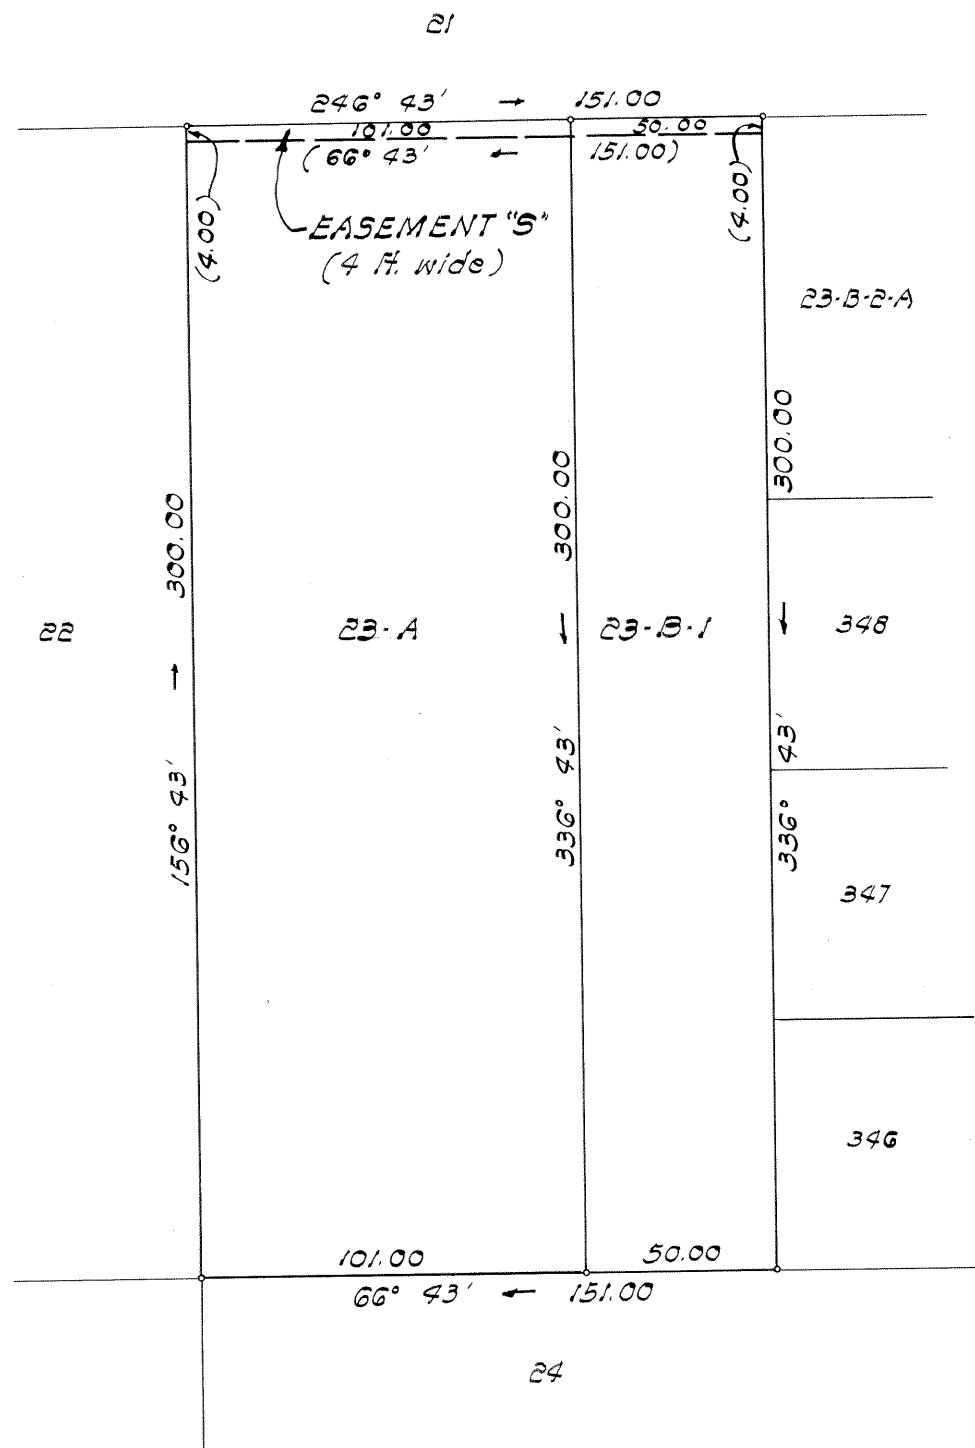 21
246° 43' → 151.00
101.00 50.00
(66° 43' ← 151.00)
(4.00)
(4.00)
EASEMENT "S"
(4 Ft. wide)
23-B-2-A
300.00
300.00
300.00
22
23-A
23-B-1
348
156° 43'
336° 43'
336° 43'
347
346
101.00 50.00
66° 43' ← 151.00
24